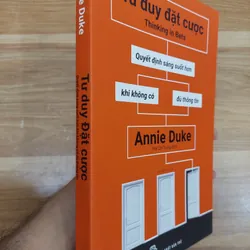 Tư duy đặt cược
Thinking in Bets
Quyết định sáng suốt hơn
khi không có
đủ thông tin
Annie Duke
e Duke
Tư duy Đặt cược